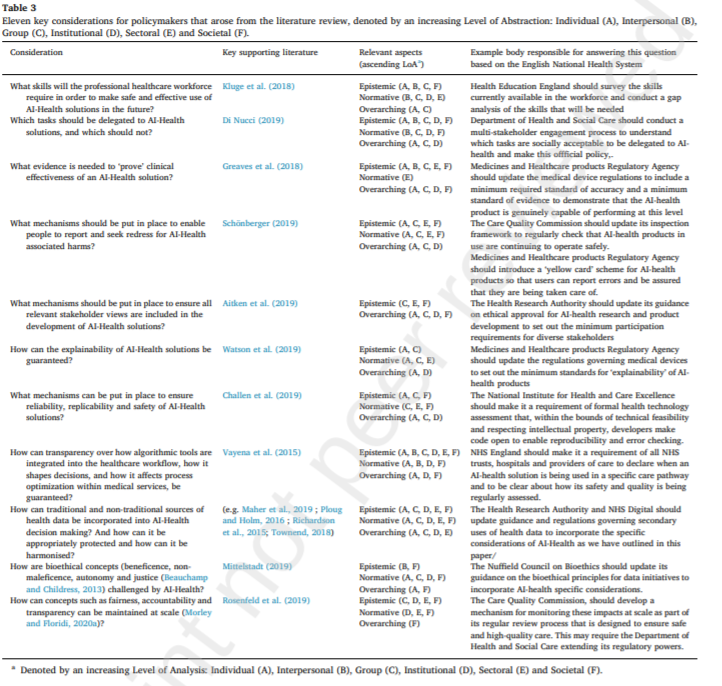 Table 3
Eleven key considerations for policymakers that arose from the literature review, denoted by an increasing Level of Abstraction: Individual (A), Interpersonal (B),
Group (C), Institutional (D), Sectoral (E) and Societal (F).
Consideration
Key supporting literature
Relevant aspects
(ascending LoAᵃ)
Example body responsible for answering this question
based on the English National Health System
What skills will the professional healthcare workforce
require in order to make safe and effective use of
AI-Health solutions in the future?
Kluge et al. (2018)
Epistemic (A, B, C, F)
Normative (B, C, D, E)
Overarching (A, C)
Health Education England should survey the skills
currently available in the workforce and conduct a gap
analysis of the skills that will be needed
Which tasks should be delegated to AI-Health
solutions, and which should not?
Di Nucci (2019)
Epistemic (A, B, C, D, F)
Normative (B, C, D, F)
Overarching (A, C, D)
Department of Health and Social Care should conduct a
multi-stakeholder engagement process to understand
which tasks are socially acceptable to be delegated to AI-
health and make this offficial policy,.
What evidence is needed to 'prove' clinical
effectiveness of an AI-Health solution?
Greaves et al. (2018)
Epistemic (A, B, C, E, F)
Normative (E)
Overarching (A, C, D, F)
Medicines and Healthcare products Regulatory Agency
should update the medical device regulations to include a
minimum required standard of accuracy and a minimum
standard of evidence to demonstrate that the AI-health
product is genuinely capable of performing at this level
What mechanisms should be put in place to enable
people to report and seek redress for AI-Health
associated harms?
Schönberger (2019)
Epistemic (A, C, E, F)
Normative (A, C, E, F)
Overarching (A, C, D)
The Care Quality Commission should update its inspection
framework to regularly check that AI-health products in
use are continuing to operate safely.
Medicines and Healthcare products Regulatory Agency
should introduce a 'yellow card' scheme for AI-health
products so that users can report errors and be assured
that they are being taken care of.
What mechanisms should be put in place to ensure all
relevant stakeholder views are included in the
development of AI-Health solutions?
Aitken et al. (2019)
Epistemic (C, E, F)
Overarching (A, C, D, F)
The Health Research Authority should update its guidance
on ethical approval for AI-health research and product
development to set out the minimum participation
requirements for diverse stakeholders
How can the explainability of AI-Health solutions be
guaranteed?
Watson et al. (2019)
Epistemic (A, C)
Normative (A, C, E)
Overarching (A, D)
Medicines and Healthcare products Regulatory Agency
should update the regulations governing medical devices
to set out the minimum standards for 'explainability' of AI-
health products
What mechanisms can be put in place to ensure
reliability, replicability and safety of AI-Health
solutions?
Challen et al. (2019)
Epistemic (A, C, F)
Normative (C, E, F)
Overarching (A, C, D)
The National Institute for Health and Care Excellence
should make it a requirement of formal health technology
assessment that, within the bounds of technical feasibility
and respecting intellectual property, developers make
code open to enable reproducibility and error checking.
How can transparency over how algorithmic tools are
integrated into the healthcare workflow, how it
shapes decisions, and how it affects process
optimization within medical services, be
guaranteed?
Vayena et al. (2015)
Epistemic (A, B, C, D, E, F)
Normative (A, B, D, F)
Overarching (A, D, F)
NHS England should make it a requirement of all NHS
trusts, hospitals and providers of care to declare when an
AI-health solution is being used in a specific care pathway
and to be clear about how its safety and quality is being
regularly assessed.
How can traditional and non-traditional sources of
health data be incorporated into AI-Health
decision making? And how can it be
appropriately protected and how can it be
harmonised?
(e.g. Maher et al., 2019 ; Ploug
and Holm, 2016 ; Richardson
et al., 2015; Townend, 2018)
Epistemic (A, C, D, E, F)
Normative (A, C, D, E, F)
Overarching (A, C, D, E)
The Health Research Authority and NHS Digital should
update guidance and regulations governing secondary
uses of health data to incorporate the specific
considerations of AI-Health as we have outlined in this
paper/
How are bioethical concepts (beneficence, non-
maleficence, autonomy and justice (Beauchamp
and Childress, 2013) challenged by AI-Health?
Mittelstadt (2019)
Epistemic (B, F)
Normative (A, C, D, F)
Overarching (A, F)
The Nuffield Council on Bioethics should update its
guidance on the bioethical principles for data initiatives to
incorporate AI-health specific considerations.
How can concepts such as fairness, accountability and
transparency can be maintained at scale (Morley
and Floridi, 2020a)?
Rosenfeld et al. (2019)
Epistemic (C, D, E, F)
Normative (D, E, F)
Overarching (F)
The Care Quality Commission, should develop a
mechanism for monitoring these impacts at scale as part of
its regular review process that is designed to ensure safe
and high-quality care. This may require the Department of
Health and Social Care extending its regulatory powers.
ᵃ Denoted by an increasing Level of Analysis: Individual (A), Interpersonal (B), Group (C), Institutional (D), Sectoral (E) and Societal (F).
int not peer reviewed